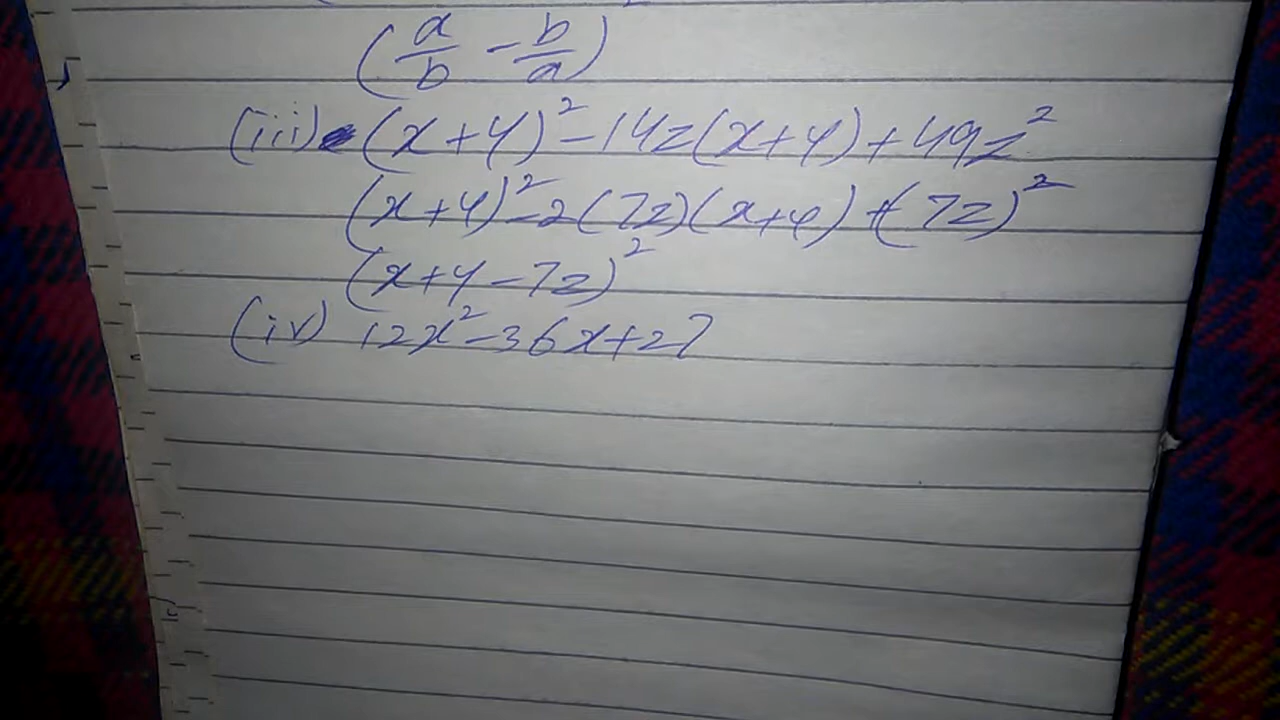 (a/b - b/a)
(iii) (x+y)² - 14z(x+y) + 49z²
(x+y)² - 2(7z)(x+y) + (7z)²
(x+y-7z)²
(iv) 12x² - 36x + 27